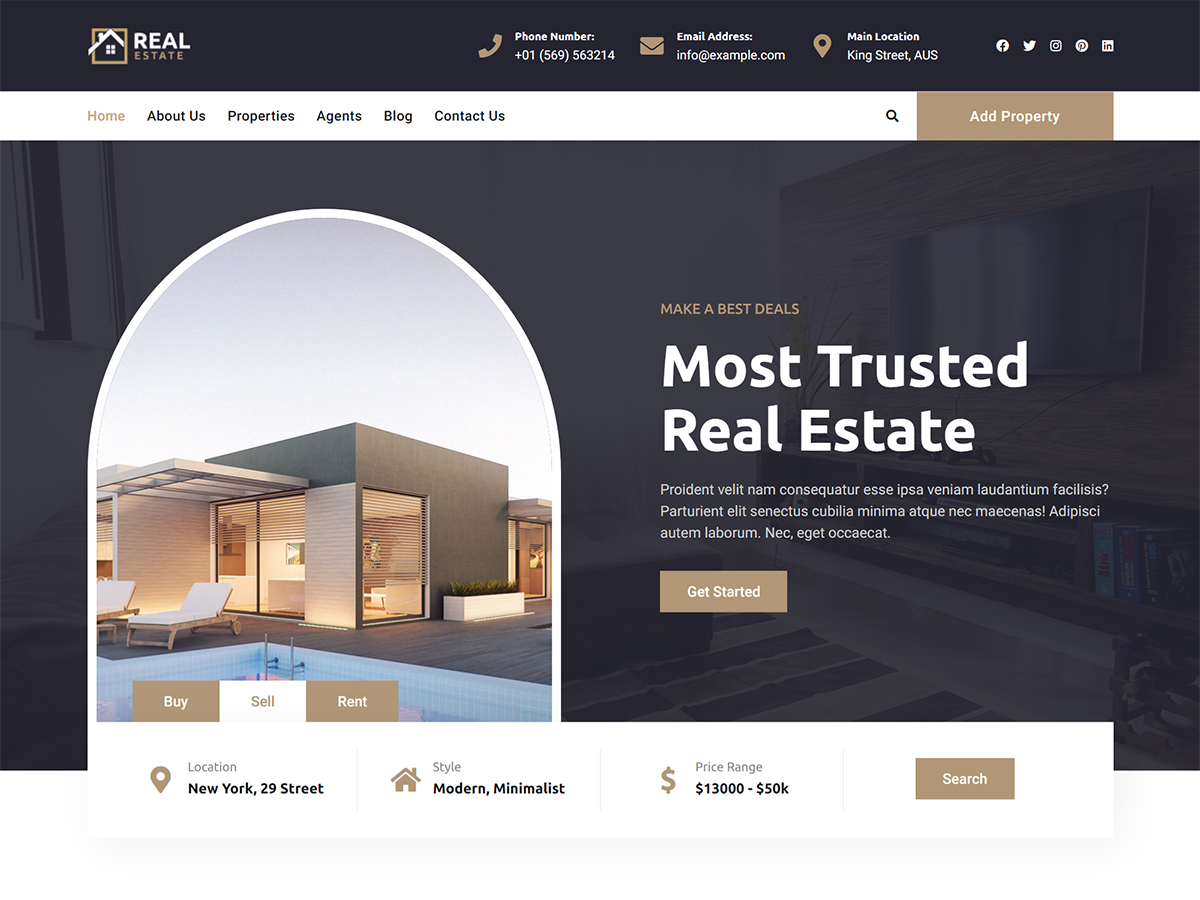 REAL
ESTATE
Phone Number:
+01 (569) 563214
Email Address:
info@example.com
Main Location
King Street, AUS
Home
About Us
Properties
Agents
Blog
Contact Us
Add Property
MAKE A BEST DEALS
Most Trusted
Real Estate
Proident velit nam consequatur esse ipsa veniam laudantium facilisis?
Parturient elit senectus cubilia minima atque nec maecenas! Adipisci
autem laborum. Nec, eget occaecat.
Get Started
Buy
Sell
Rent
Location
New York, 29 Street
Style
Modern, Minimalist
Price Range
$13000 - $50k
Search